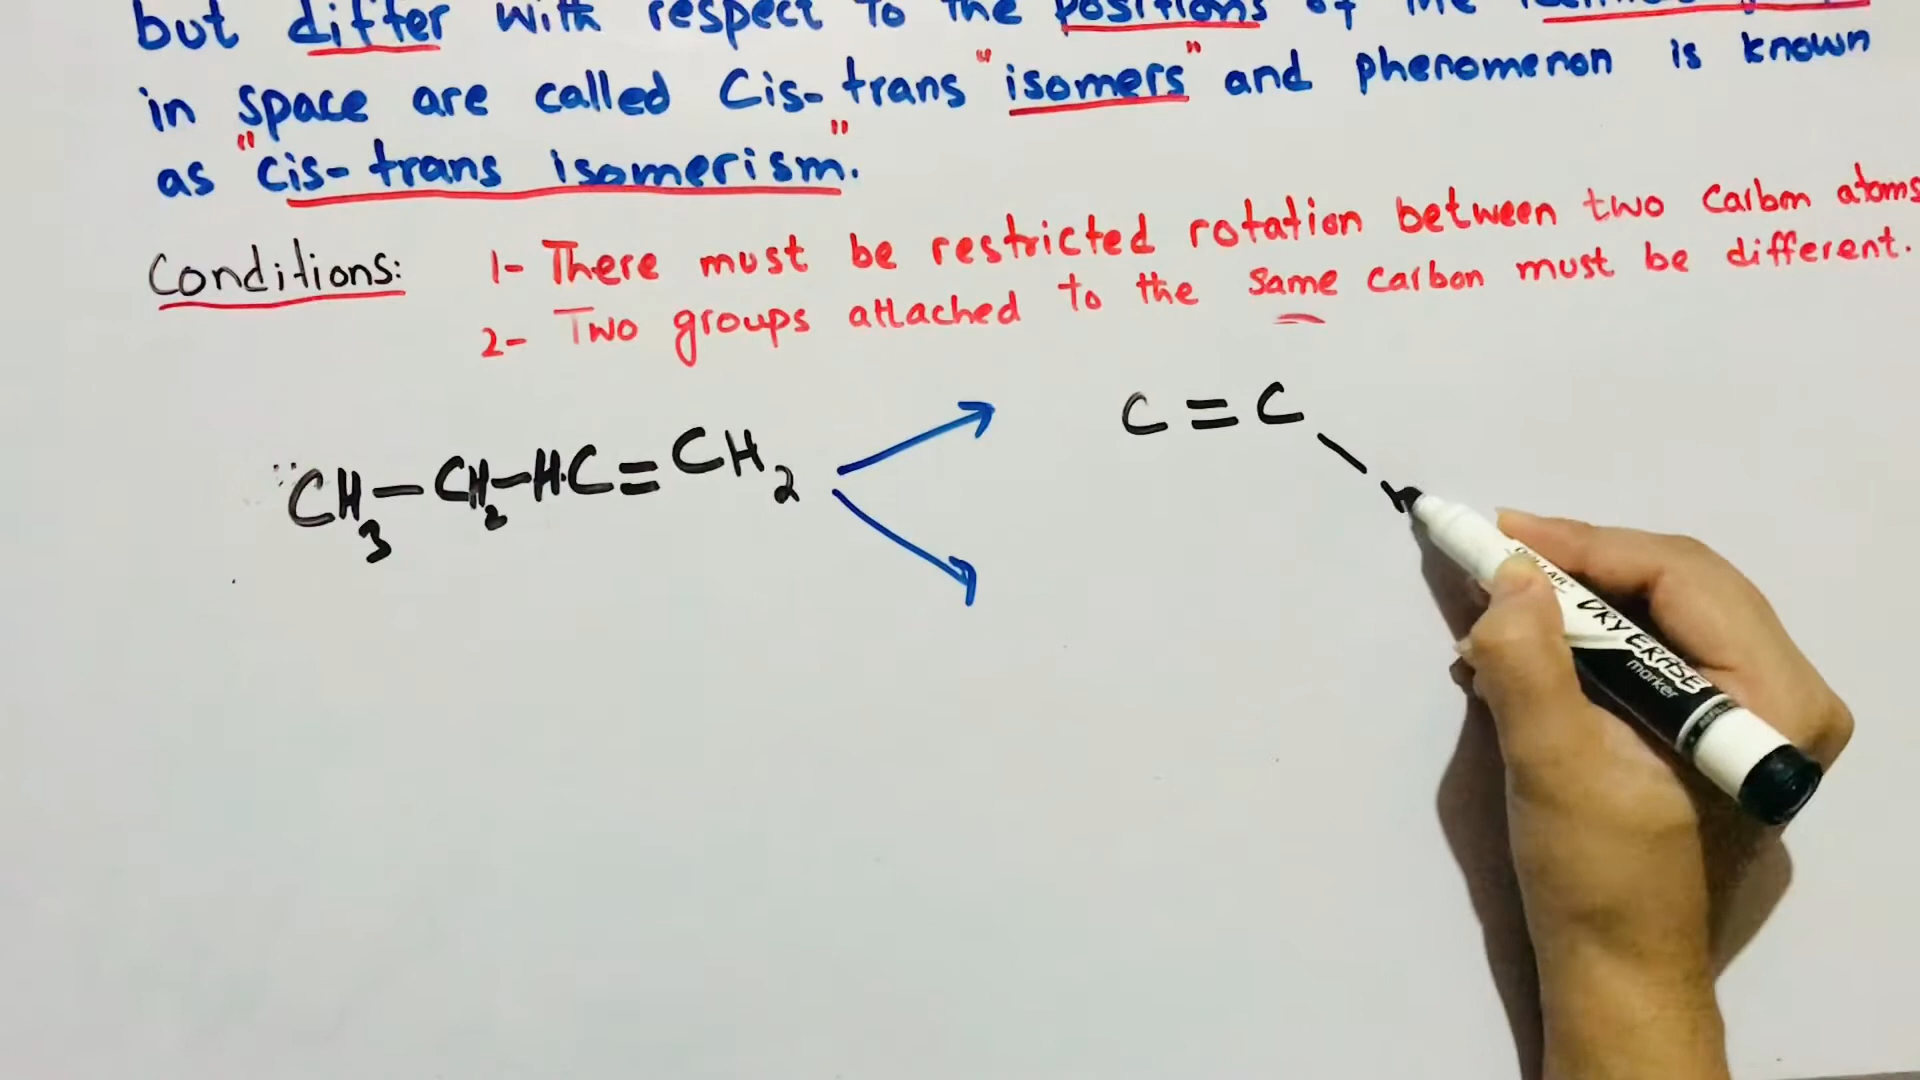 but differ with respect to the positions of the
in space are called Cis-trans "isomers" and phenomenon is known
as "cis-trans isomerism".
Conditions: 1- There must be restricted rotation between two carbon atoms
2- Two groups attached to the same carbon must be different.
CH₃-CH₂-HC=CH₂
C=C
DOLLAR
DRY ERASE
marker